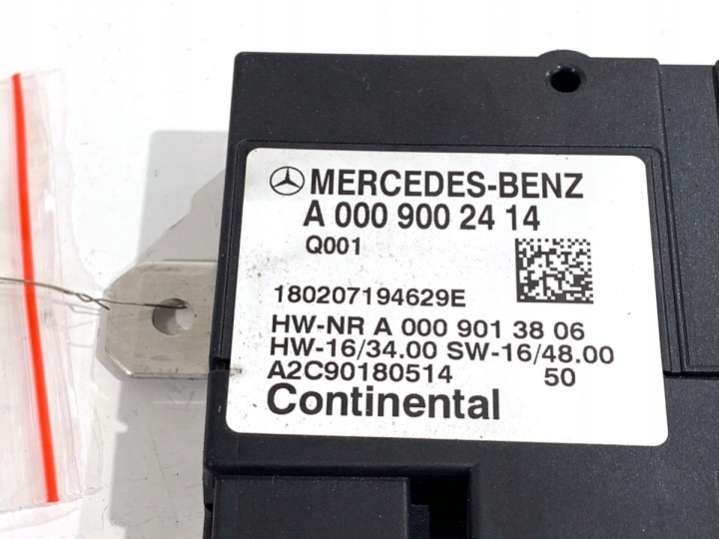 MERCEDES-BENZ
A 000 900 24 14
Q001
180207194629E
HW-NR A 000 901 38 06
HW-16/34.00 SW-16/48.00
A2C90180514 50
Continental